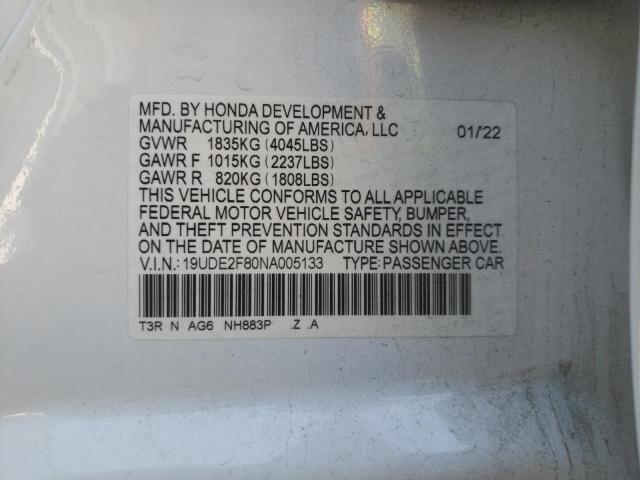 MFD. BY HONDA DEVELOPMENT &
MANUFACTURING OF AMERICA, LLC 01/22
GVWR 1835KG (4045LBS)
GAWR F 1015KG (2237LBS)
GAWR R 820KG (1808LBS)
THIS VEHICLE CONFORMS TO ALL APPLICABLE
FEDERAL MOTOR VEHICLE SAFETY, BUMPER,
AND THEFT PREVENTION STANDARDS IN EFFECT
ON THE DATE OF MANUFACTURE SHOWN ABOVE.
V.I.N.: 19UDE2F80NA005133 TYPE: PASSENGER CAR
T3R N AG6 NH883P .Z .A